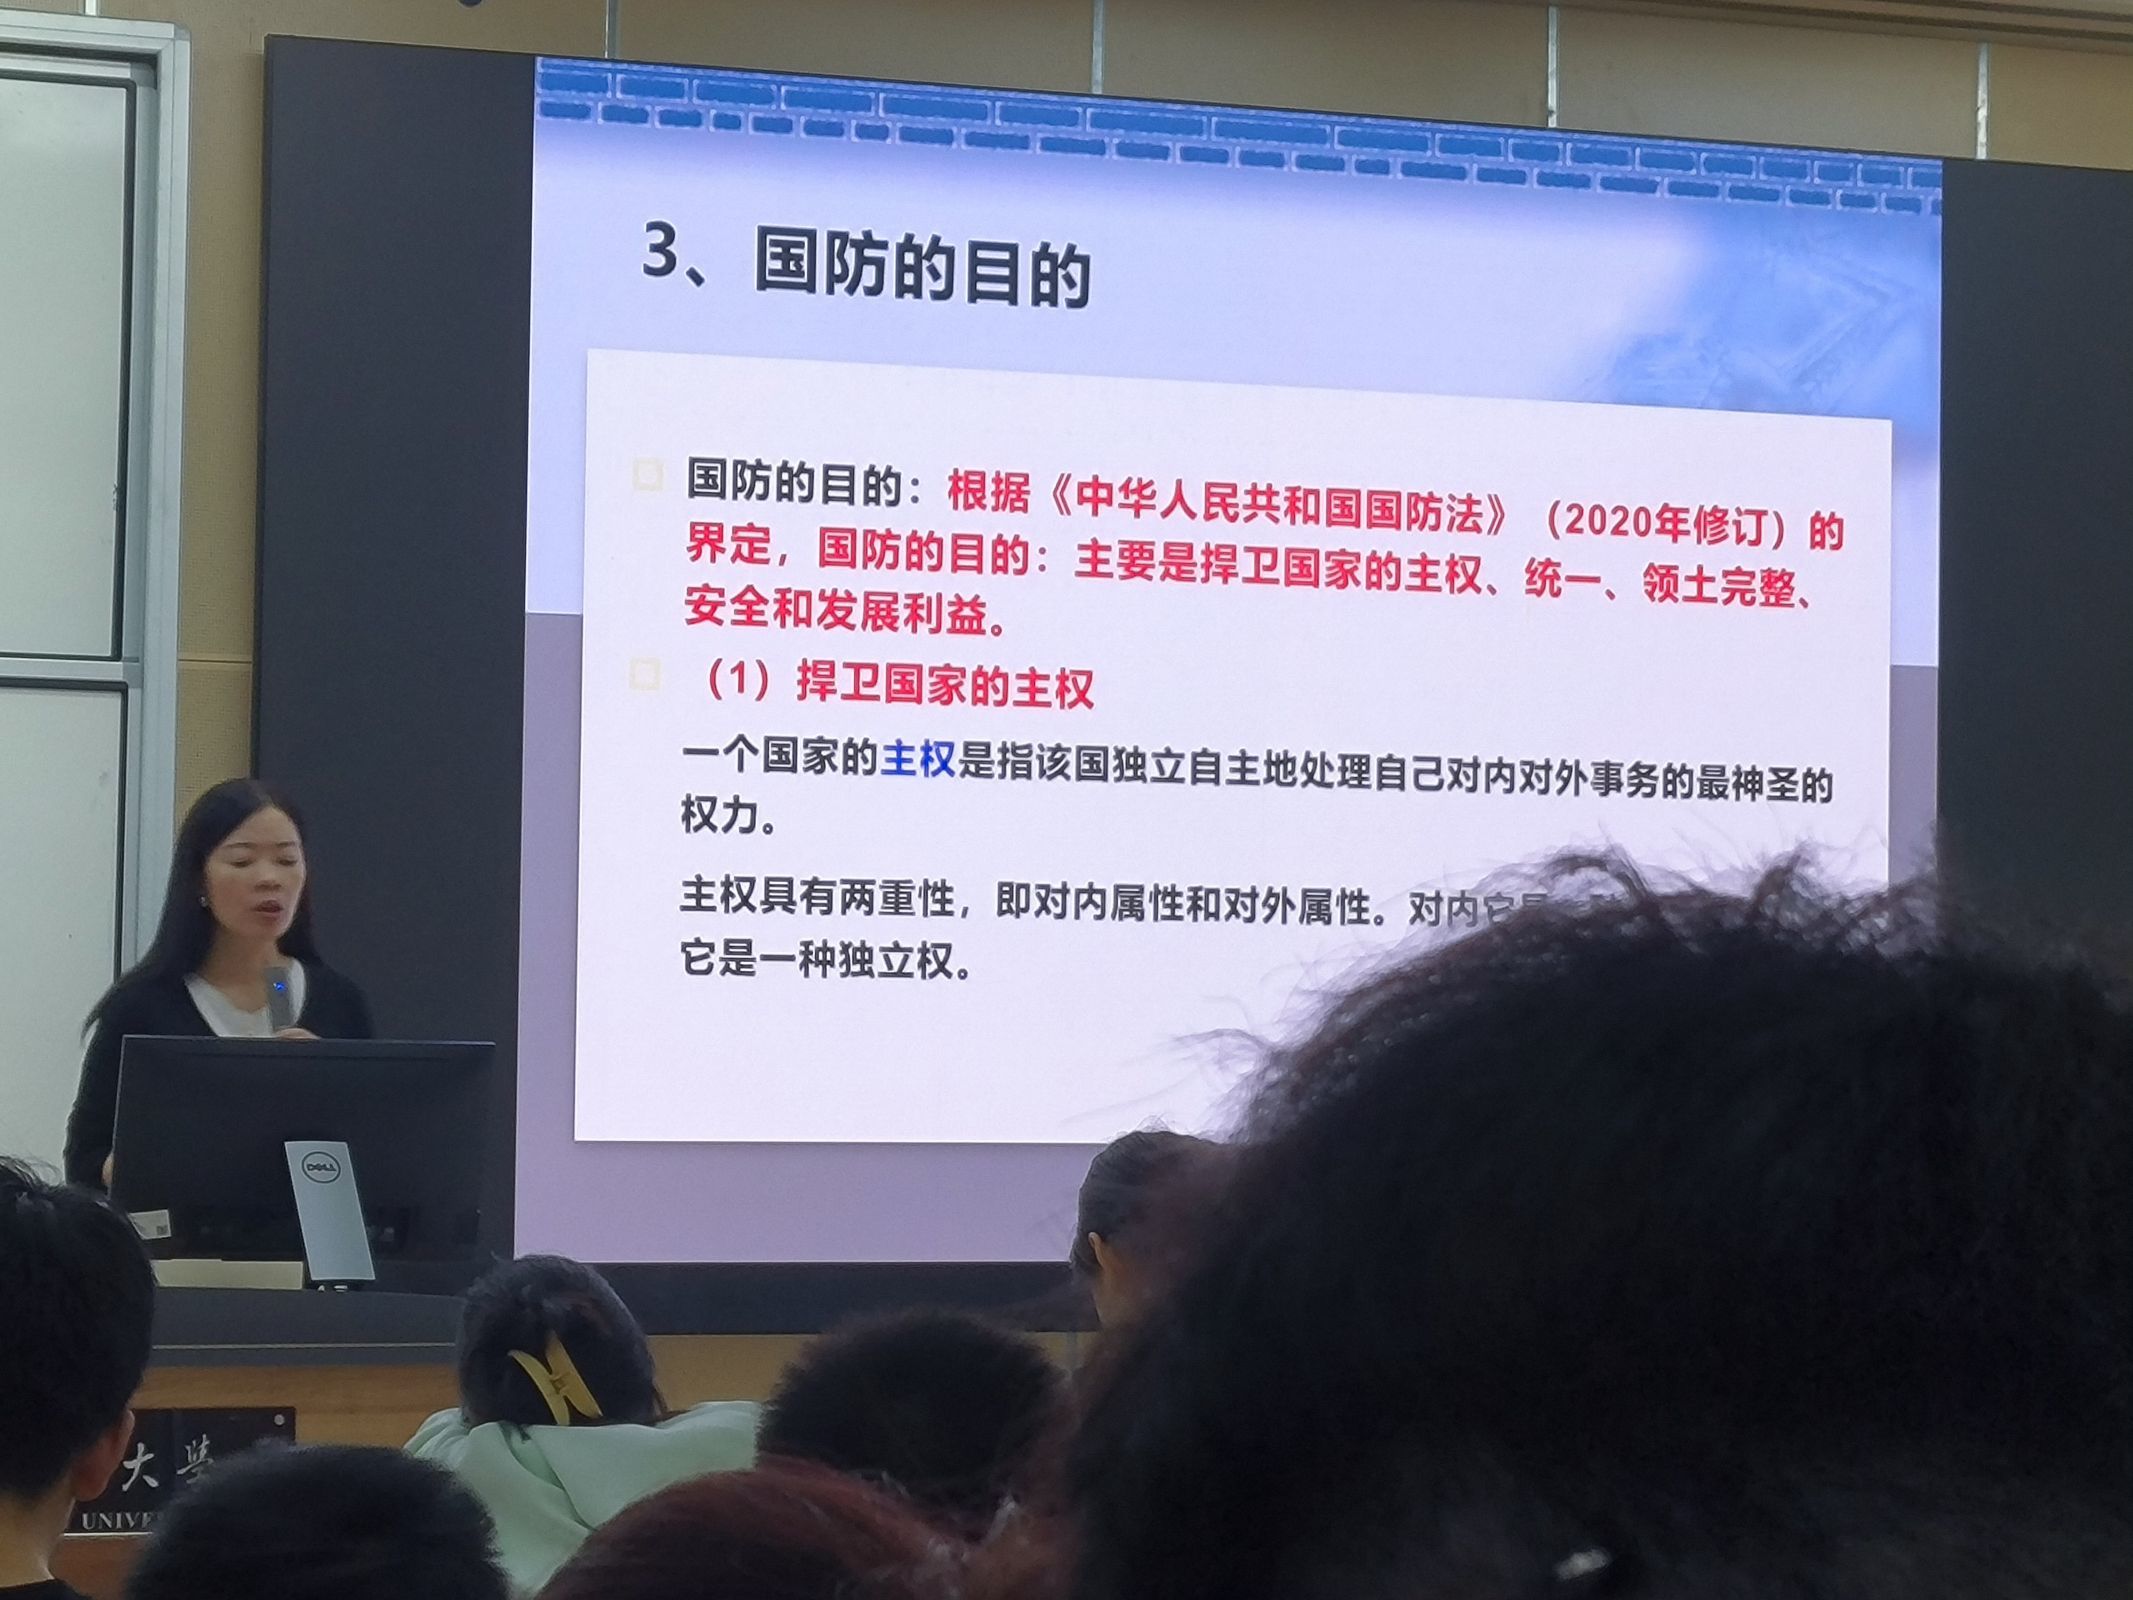 3、国防的目的
国防的目的：根据《中华人民共和国国防法》（2020年修订）的
界定，国防的目的：主要是捍卫国家的主权、统一、领土完整、
安全和发展利益。
（1）捍卫国家的主权
一个国家的主权是指该国独立自主地处理自己对内对外事务的最神圣的
权力。
主权具有两重性，即对内属性和对外属性。对内它是
它是一种独立权。
DELL
大學